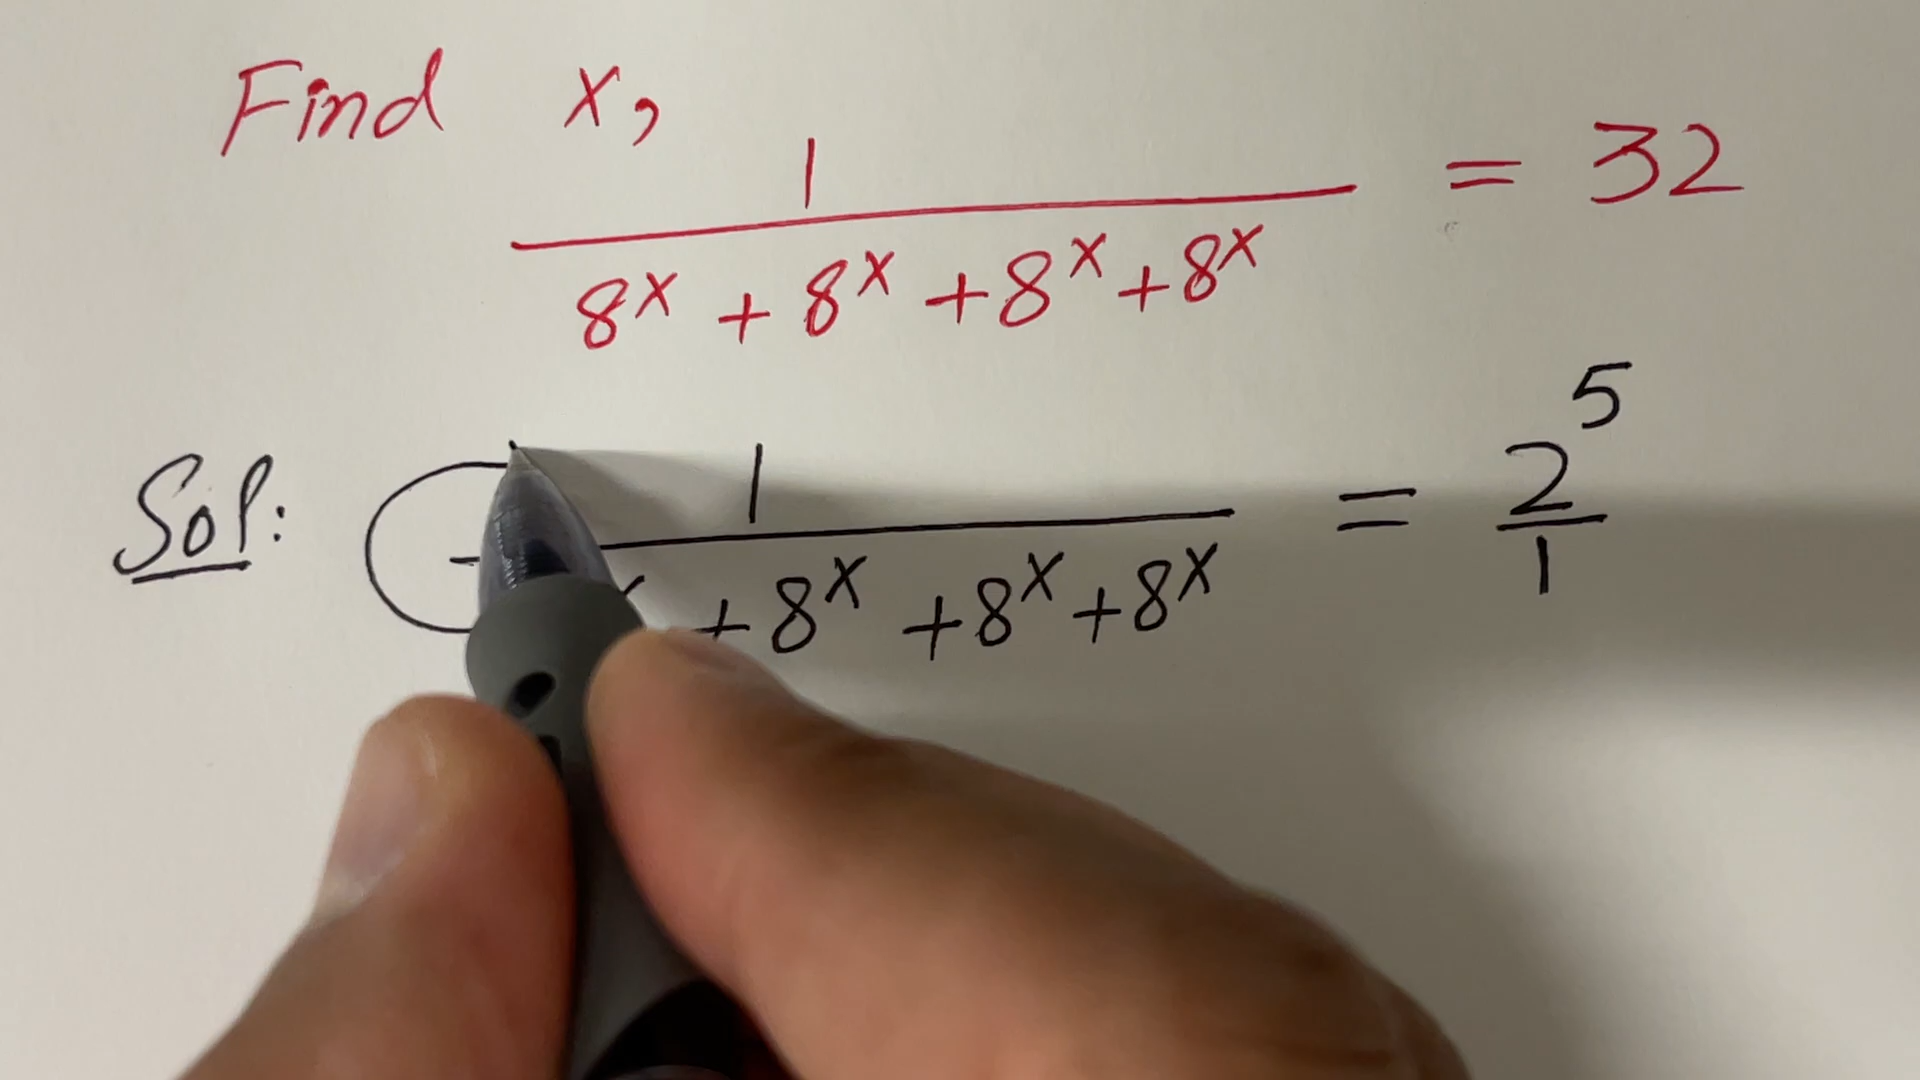 Find x,
1 / (8^x + 8^x + 8^x + 8^x) = 32
Sol: 1 / ( + 8^x + 8^x + 8^x) = 2^5 / 1